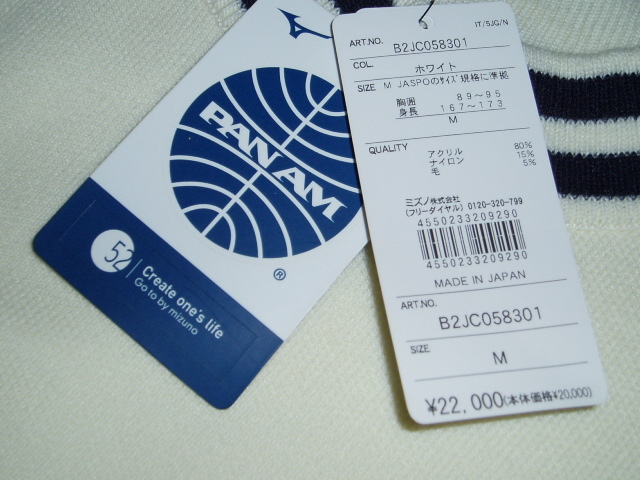 PAN AM
®
52
Create one's life
Go to by mizuno
IT/5JG/N
ART.NO. B2JC058301
COL. ホワイト
SIZE M JASPOのサイズ規格に準拠
胸囲 89~95
身長 167~173
M
QUALITY アクリル 80%
ナイロン 15%
毛 5%
ミズノ株式会社
(フリーダイヤル) 0120-320-799
4550233209290
4550233209290
MADE IN JAPAN
ART.NO.
B2JC058301
SIZE
M
¥22,000(本体価格¥20,000)